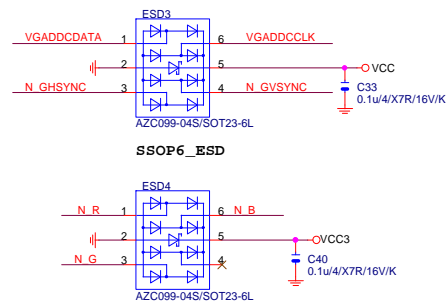 ESD3
VGADDCDATA 1 6 VGADDCCLK
2 5 VCC
N_GHSYNC 3 4 N_GVSYNC
C33
0.1u/4/X7R/16V/K
AZC099-04S/SOT23-6L
SSOP6_ESD
ESD4
N_R 1 6 N_B
2 5 VCC3
N_G 3 4
C40
0.1u/4/X7R/16V/K
AZC099-04S/SOT23-6L